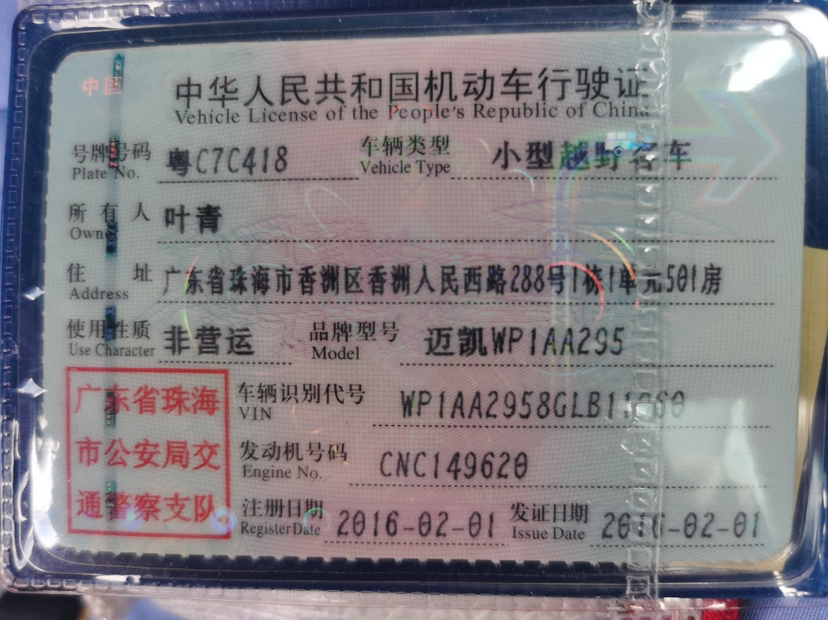 中国
中华人民共和国机动车行驶证
Vehicle License of the People's Republic of China
号牌号码 粤C7C418 车辆类型 小型越野客车
Plate No. Vehicle Type
所有人 叶青
Owner
住址 广东省珠海市香洲区香洲人民西路288号1栋1单元501房
Address
使用性质 非营运 品牌型号 迈凯WP1AA295
Use Character Model
广东省珠海 车辆识别代号
VIN
市公安局交 发动机号码 CNC149620
Engine No.
通警察支队 注册日期 2016-02-01 发证日期 2016-02-01
Register Date Issue Date